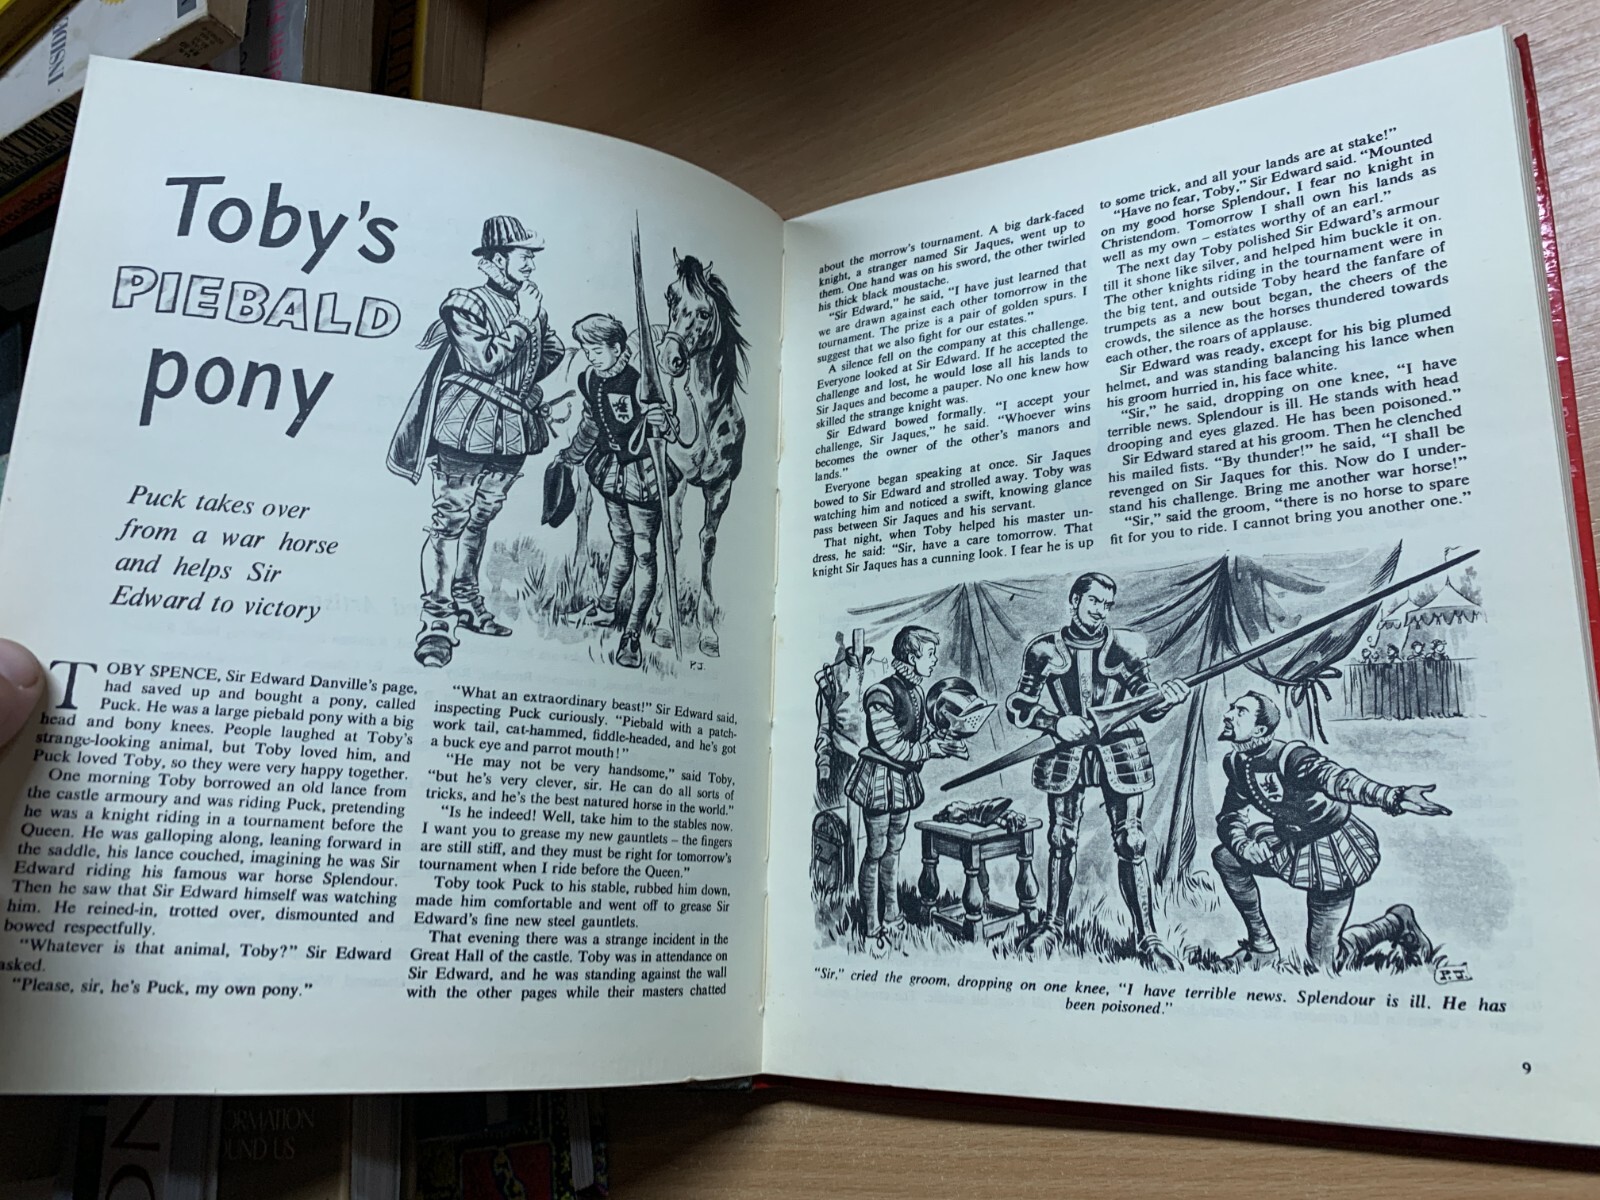 INSIDE
Toby's
PIEBALD
pony
Puck takes over
from a war horse
and helps Sir
Edward to victory
P.J.
TOBY SPENCE, Sir Edward Danville's page,
had saved up and bought a pony, called
Puck. He was a large piebald pony with a big
head and bony knees. People laughed at Toby's
strange-looking animal, but Toby loved him, and
Puck loved Toby, so they were very happy together.
One morning Toby borrowed an old lance from
the castle armoury and was riding Puck, pretending
he was a knight riding in a tournament before the
Queen. He was galloping along, leaning forward in
the saddle, his lance couched, imagining he was Sir
Edward riding his famous war horse Splendour.
Then he saw that Sir Edward himself was watching
him. He reined-in, trotted over, dismounted and
bowed respectfully.
"Whatever is that animal, Toby?" Sir Edward
asked.
"Please, sir, he's Puck, my own pony."
"What an extraordinary beast!" Sir Edward said,
inspecting Puck curiously. "Piebald with a patch-
work tail, cat-hammed, fiddle-headed, and he's got
a buck eye and parrot mouth!"
"He may not be very handsome," said Toby,
"but he's very clever, sir. He can do all sorts of
tricks, and he's the best natured horse in the world."
"Is he indeed! Well, take him to the stables now.
I want you to grease my new gauntlets – the fingers
are still stiff, and they must be right for tomorrow's
tournament when I ride before the Queen."
Toby took Puck to his stable, rubbed him down,
made him comfortable and went off to grease Sir
Edward's fine new steel gauntlets.
That evening there was a strange incident in the
Great Hall of the castle. Toby was in attendance on
Sir Edward, and he was standing against the wall
with the other pages while their masters chatted
about the morrow's tournament. A big dark-faced
knight, a stranger named Sir Jaques, went up to
them. One hand was on his sword, the other twirled
his thick black moustache.
"Sir Edward," he said, "I have just learned that
we are drawn against each other tomorrow in the
tournament. The prize is a pair of golden spurs. I
suggest that we also fight for our estates."
A silence fell on the company at this challenge.
Everyone looked at Sir Edward. If he accepted the
challenge and lost, he would lose all his lands to
Sir Jaques and become a pauper. No one knew how
skilled the strange knight was.
Sir Edward bowed formally. "I accept your
challenge, Sir Jaques," he said. "Whoever wins
becomes the owner of the other's manors and
lands."
Everyone began speaking at once. Sir Jaques
bowed to Sir Edward and strolled away. Toby was
watching him and noticed a swift, knowing glance
pass between Sir Jaques and his servant.
That night, when Toby helped his master un-
dress, he said: "Sir, have a care tomorrow. That
knight Sir Jaques has a cunning look. I fear he is up
to some trick, and all your lands are at stake!"
"Have no fear, Toby," Sir Edward said. "Mounted
on my good horse Splendour, I fear no knight in
Christendom. Tomorrow I shall own his lands as
well as my own – estates worthy of an earl."
The next day Toby polished Sir Edward's armour
till it shone like silver, and helped him buckle it on.
The other knights riding in the tournament were in
the big tent, and outside Toby heard the fanfare of
trumpets as a new bout began, the cheers of the
crowds, the silence as the horses thundered towards
each other, the roars of applause.
Sir Edward was ready, except for his big plumed
helmet, and was standing balancing his lance when
his groom hurried in, his face white.
"Sir," he said, dropping on one knee, "I have
terrible news. Splendour is ill. He stands with head
drooping and eyes glazed. He has been poisoned."
Sir Edward stared at his groom. Then he clenched
his mailed fists. "By thunder!" he said, "I shall be
revenged on Sir Jaques for this. Now do I under-
stand his challenge. Bring me another war horse!"
"Sir," said the groom, "there is no horse to spare
fit for you to ride. I cannot bring you another one."
P.J.
"Sir," cried the groom, dropping on one knee, "I have terrible news. Splendour is ill. He has
been poisoned."
9